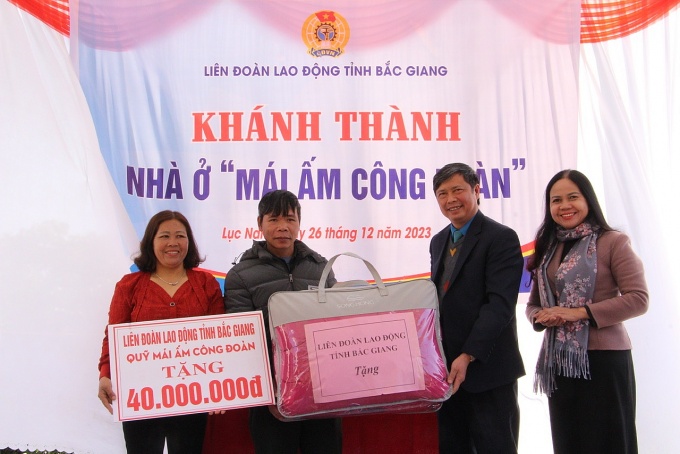 LIÊN ĐOÀN LAO ĐỘNG TỈNH BẮC GIANG
KHÁNH THÀNH
NHÀ Ở “MÁI ẤM CÔNG ÀN”
Lục Na 26 tháng 12 năm 2023
LIÊN ĐOÀN LAO ĐỘNG TỈNH BẮC GIANG
QUỸ MÁI ẤM CÔNG ĐOÀN
TẶNG
40.000.000đ
LIÊN ĐOÀN LAO ĐỘNG
TỈNH BẮC GIANG
Tặng